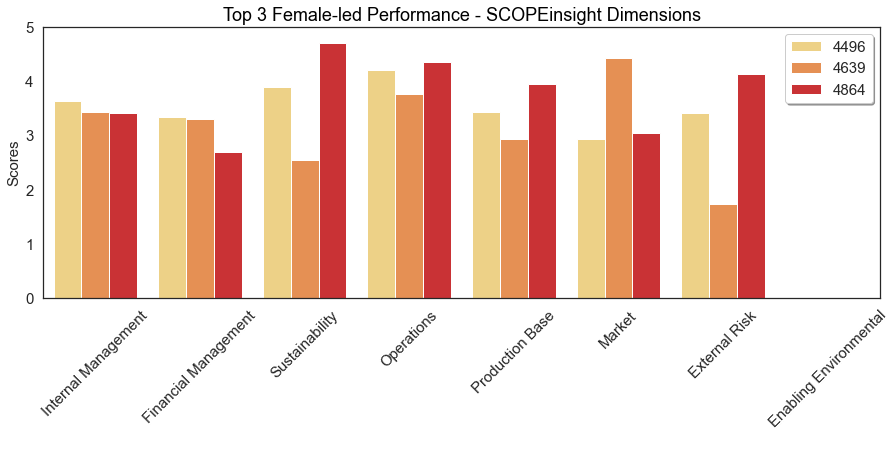 Top 3 Female-led Performance - SCOPEinsight Dimensions
5
4
3
2
1
0
Scores
4496
4639
4864
Internal Management
Financial Management
Sustainability
Operations
Production Base
Market
External Risk
Enabling Environmental